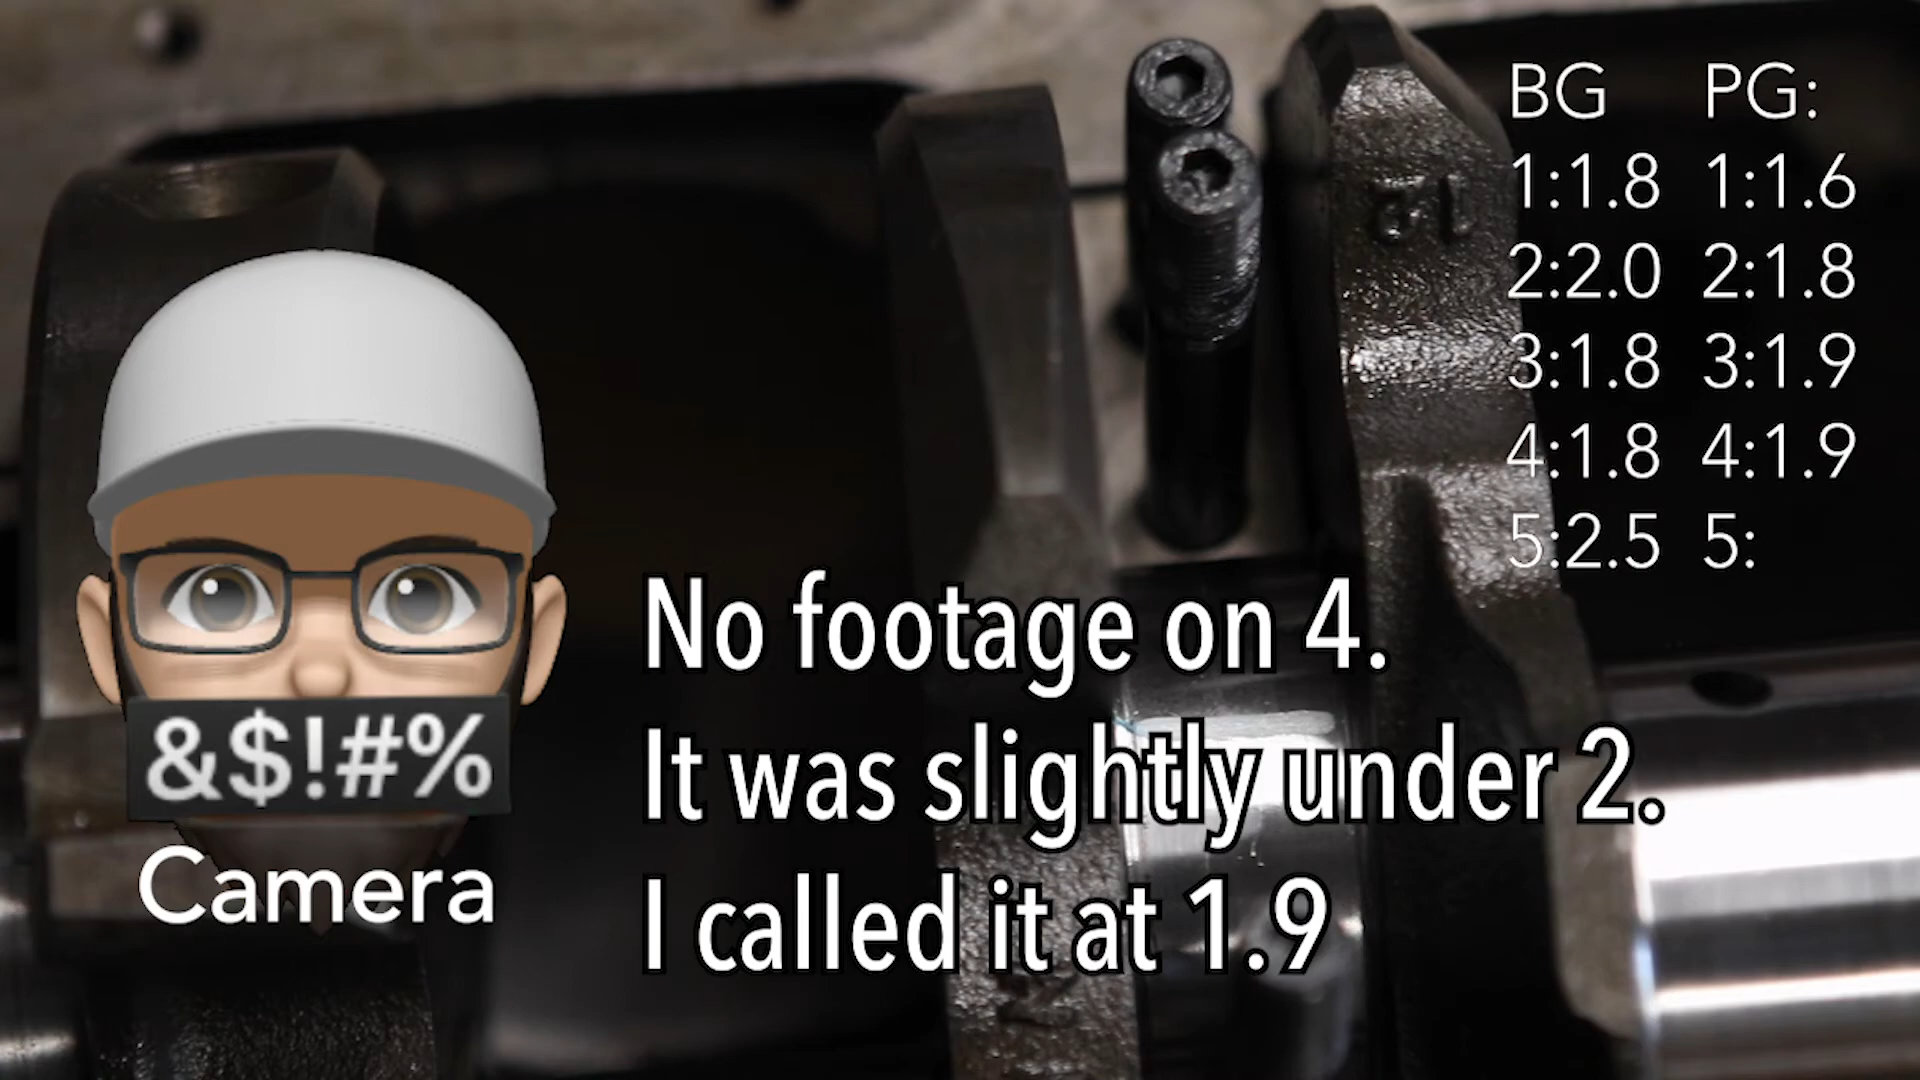 BG PG:
1:1.8 1:1.6
2:2.0 2:1.8
3:1.8 3:1.9
4:1.8 4:1.9
5:2.5 5:
&$!#%
Camera
No footage on 4.
It was slightly under 2.
I called it at 1.9